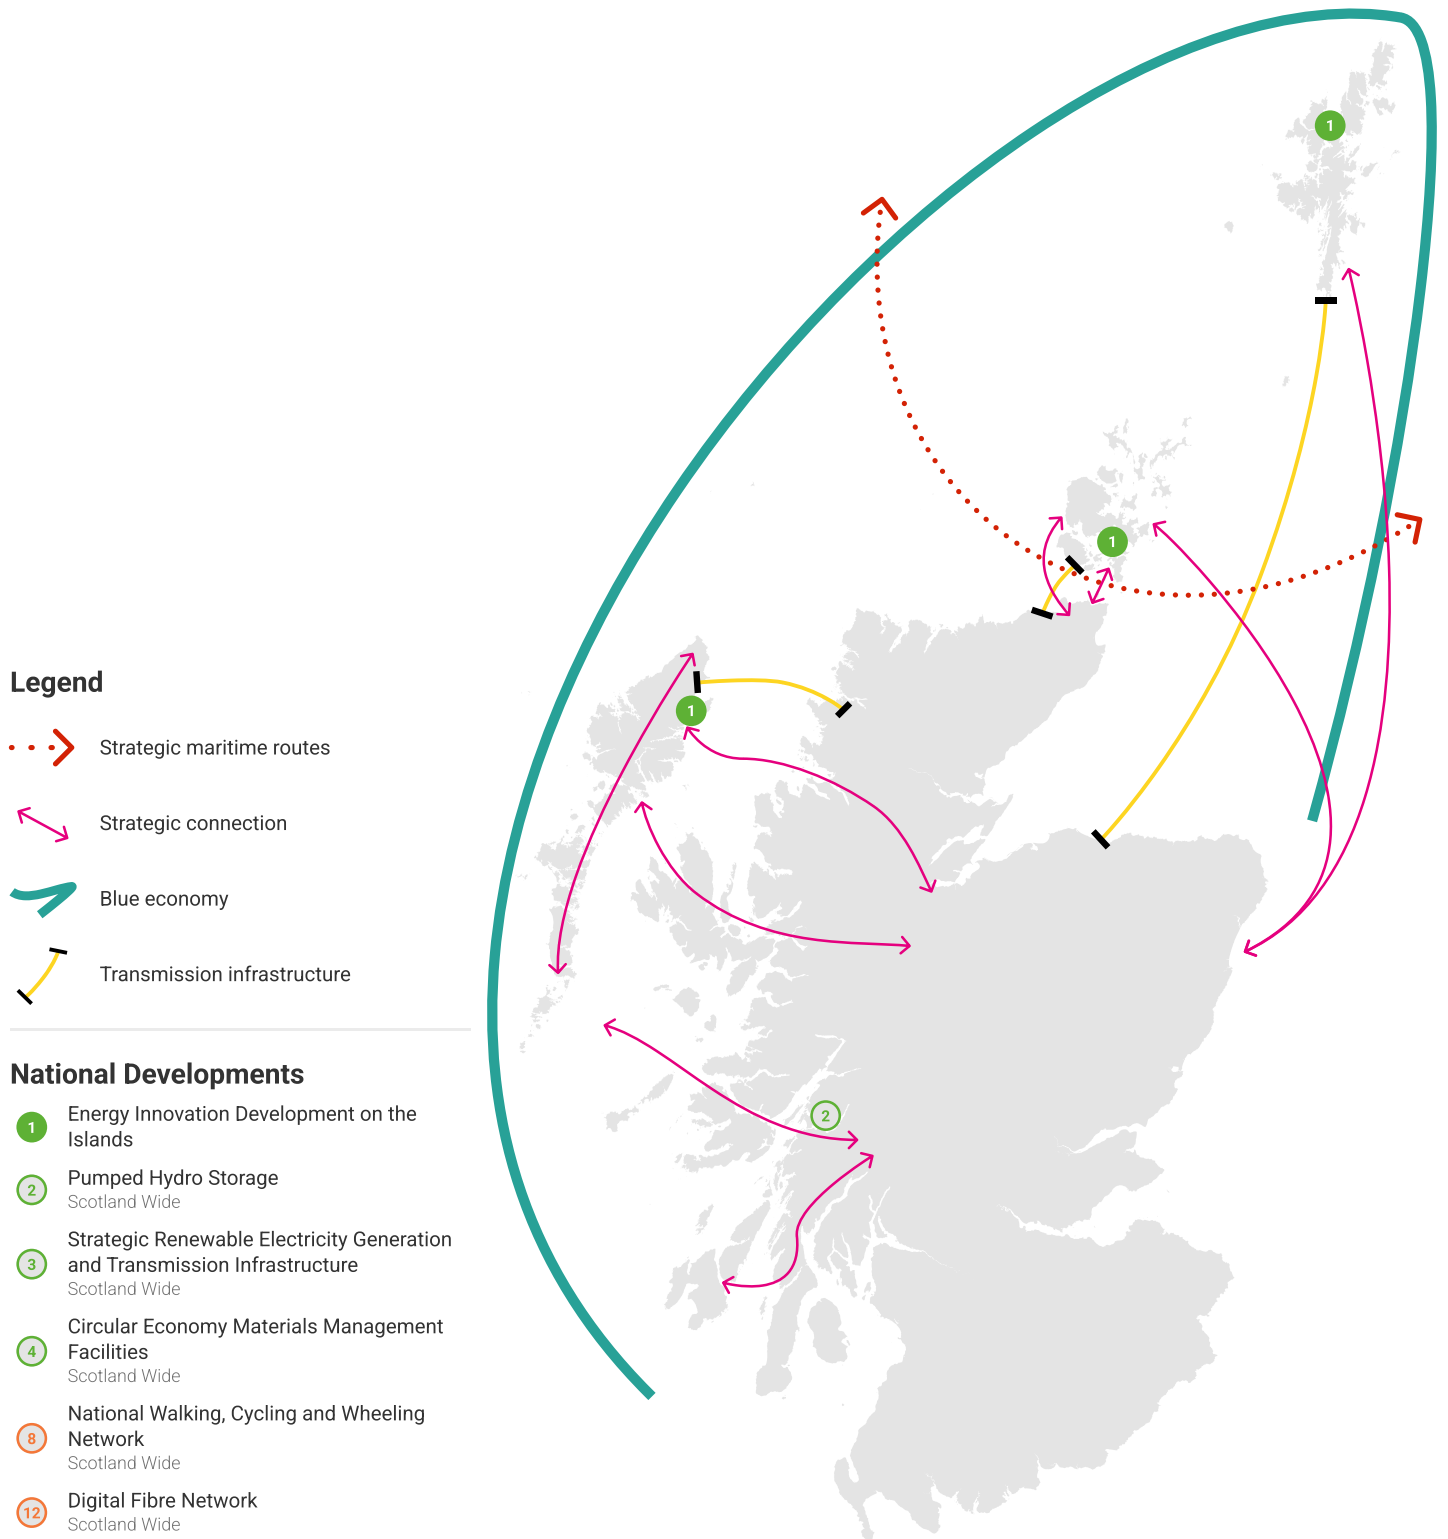 1
1
1
2
Legend
Strategic maritime routes
Strategic connection
Blue economy
Transmission infrastructure
National Developments
1
Energy Innovation Development on the
Islands
2
Pumped Hydro Storage
Scotland Wide
3
Strategic Renewable Electricity Generation
and Transmission Infrastructure
Scotland Wide
4
Circular Economy Materials Management
Facilities
Scotland Wide
8
National Walking, Cycling and Wheeling
Network
Scotland Wide
12
Digital Fibre Network
Scotland Wide